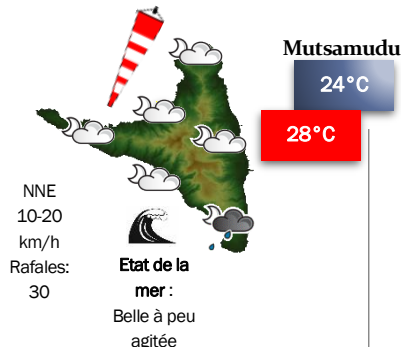 Mutsamudu
24°C
28°C
NNE
10-20
km/h
Rafales:
30
Etat de la
mer :
Belle à peu
agitée